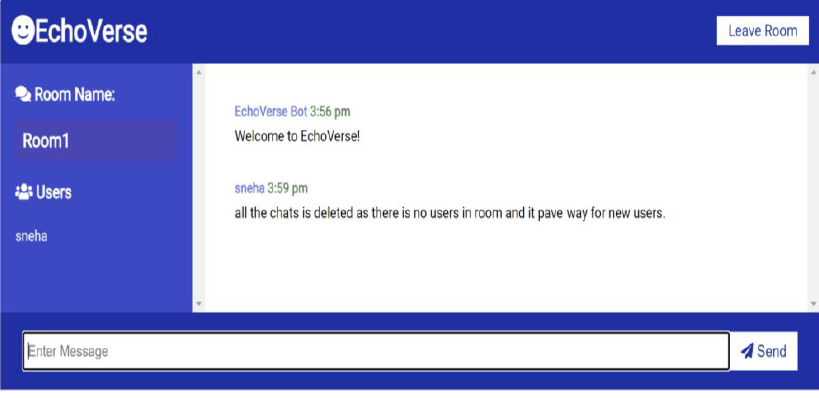 EchoVerse
Leave Room
Room Name:
Room1
Users
sneha
EchoVerse Bot 3:56 pm
Welcome to EchoVerse!
sneha 3:59 pm
all the chats is deleted as there is no users in room and it pave way for new users.
Enter Message
Send